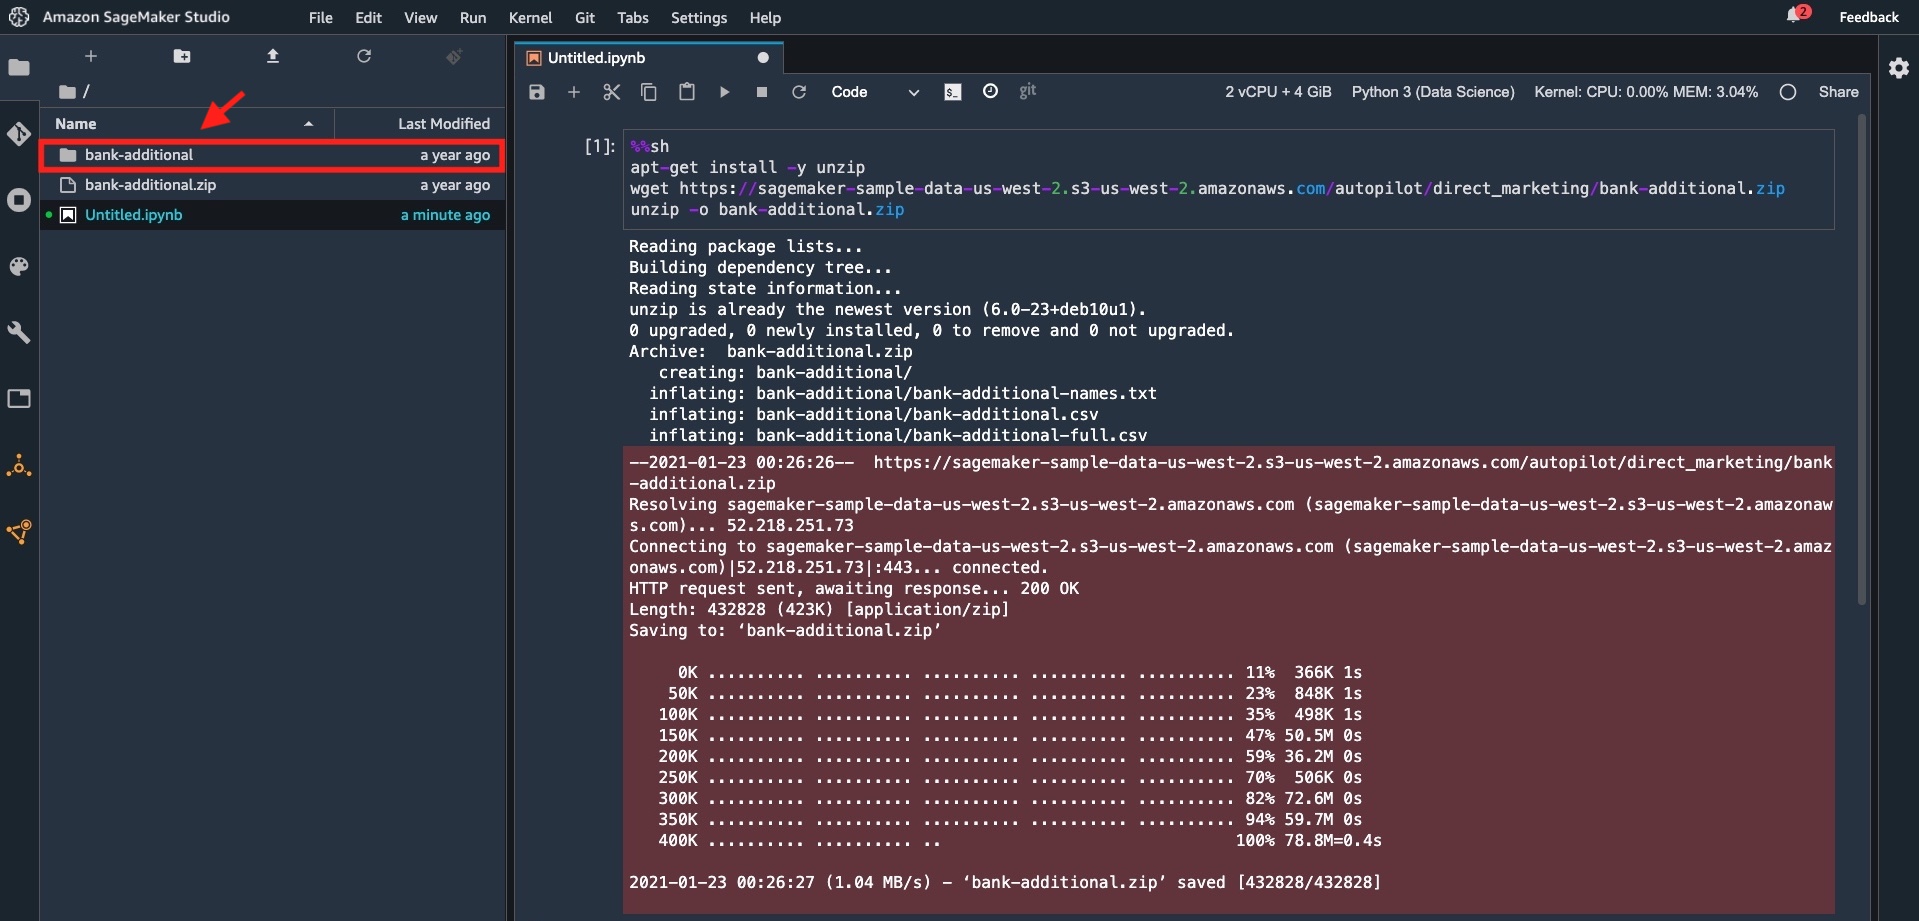 Amazon SageMaker Studio File Edit View Run Kernel Git Tabs Settings Help 2 Feedback
/
Name Last Modified
bank-additional a year ago
bank-additional.zip a year ago
Untitled.ipynb a minute ago
Untitled.ipynb
Code git 2 vCPU + 4 GiB Python 3 (Data Science) Kernel: CPU: 0.00% MEM: 3.04% Share
[1]: %%sh
apt-get install -y unzip
wget https://sagemaker-sample-data-us-west-2.s3-us-west-2.amazonaws.com/autopilot/direct_marketing/bank-additional.zip
unzip -o bank-additional.zip
Reading package lists...
Building dependency tree...
Reading state information...
unzip is already the newest version (6.0-23+deb10u1).
0 upgraded, 0 newly installed, 0 to remove and 0 not upgraded.
Archive:  bank-additional.zip
   creating: bank-additional/
  inflating: bank-additional/bank-additional-names.txt
  inflating: bank-additional/bank-additional.csv
  inflating: bank-additional/bank-additional-full.csv
--2021-01-23 00:26:26--  https://sagemaker-sample-data-us-west-2.s3-us-west-2.amazonaws.com/autopilot/direct_marketing/bank
-additional.zip
Resolving sagemaker-sample-data-us-west-2.s3-us-west-2.amazonaws.com (sagemaker-sample-data-us-west-2.s3-us-west-2.amazonaw
s.com)... 52.218.251.73
Connecting to sagemaker-sample-data-us-west-2.s3-us-west-2.amazonaws.com (sagemaker-sample-data-us-west-2.s3-us-west-2.amaz
onaws.com)|52.218.251.73|:443... connected.
HTTP request sent, awaiting response... 200 OK
Length: 432828 (423K) [application/zip]
Saving to: ‘bank-additional.zip’
     0K .......... .......... .......... .......... .......... 11%  366K 1s
    50K .......... .......... .......... .......... .......... 23%  848K 1s
   100K .......... .......... .......... .......... .......... 35%  498K 1s
   150K .......... .......... .......... .......... .......... 47% 50.5M 0s
   200K .......... .......... .......... .......... .......... 59% 36.2M 0s
   250K .......... .......... .......... .......... .......... 70%  506K 0s
   300K .......... .......... .......... .......... .......... 82% 72.6M 0s
   350K .......... .......... .......... .......... .......... 94% 59.7M 0s
   400K .......... .......... ..                              100% 78.8M=0.4s
2021-01-23 00:26:27 (1.04 MB/s) - ‘bank-additional.zip’ saved [432828/432828]